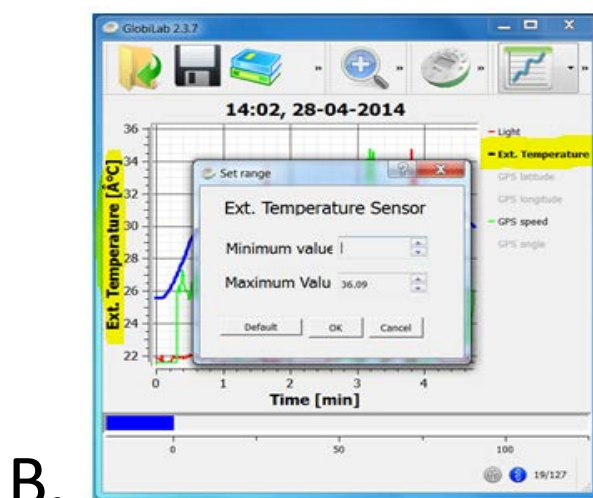 GlobiLab 2.3.7
» » »
14:02, 28-04-2014
Ext. Temperature [Â°C]
36
34
32
30
28
26
24
22
0 1 2 3 4
Time [min]
Light
Ext. Temperature
GPS latitude
GPS longitude
GPS speed
GPS angle
Set range
Ext. Temperature Sensor
Minimum value
Maximum Valu 36.09
Default OK Cancel
0 50 100
19/127
B.